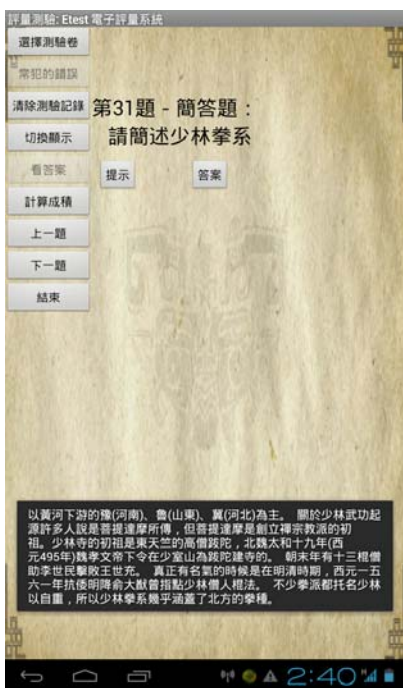 評量測驗: Etest 電子評量系統
選擇測驗卷
常犯的錯誤
清除測驗記錄
切換顯示
看答案
計算成積
上一題
下一題
結束
第31題 - 簡答題：
請簡述少林拳系
提示
答案
以黃河下游的豫(河南)、魯(山東)、冀(河北)為主。 關於少林武功起
源許多人說是菩提達摩所傳，但菩提達摩是創立禪宗教派的初
祖。少林寺的初祖是東天竺的高僧跋陀，北魏太和十九年(西
元495年)魏孝文帝下令在少室山為跋陀建寺的。 朝末年有十三棍僧
助李世民擊敗王世充。 真正有名氣的時候是在明清時期，西元一五
六一年抗倭明降俞大猷曾指點少林僧人棍法。 不少拳派都托名少林
以自重，所以少林拳系幾乎涵蓋了北方的拳種。
2:40